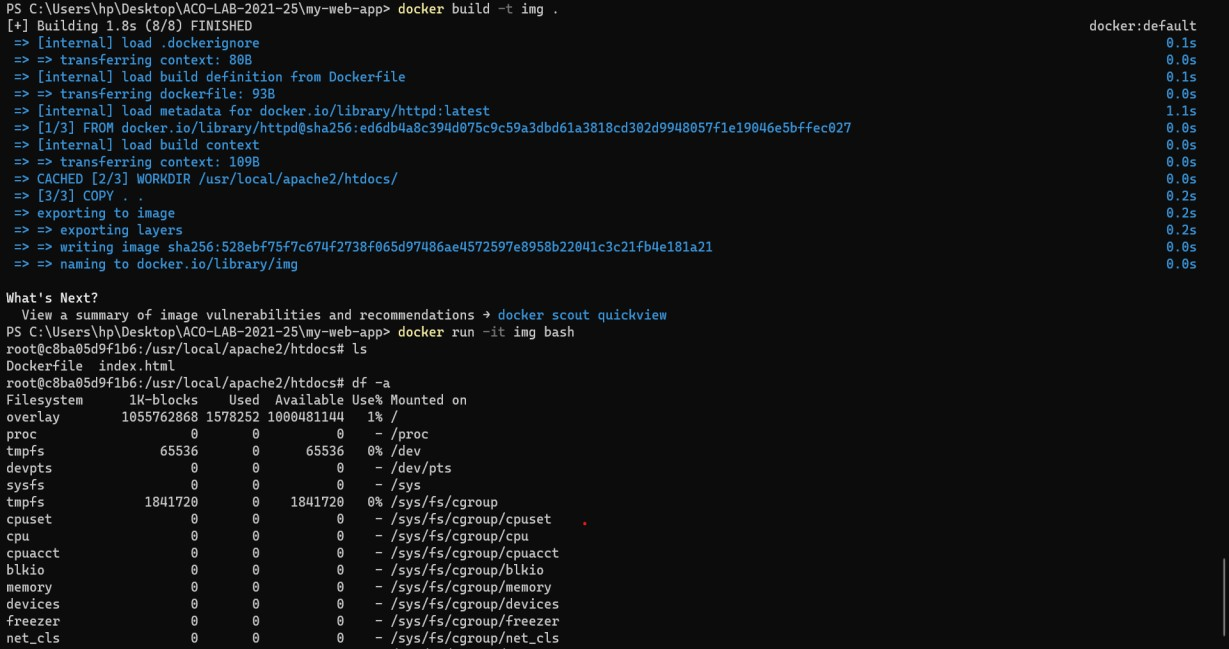 PS C:\Users\hp\Desktop\ACO-LAB-2021-25\my-web-app> docker build -t img .
[+] Building 1.8s (8/8) FINISHED docker:default
=> [internal] load .dockerignore 0.1s
=> => transferring context: 80B 0.0s
=> [internal] load build definition from Dockerfile 0.1s
=> => transferring dockerfile: 93B 0.0s
=> [internal] load metadata for docker.io/library/httpd:latest 1.1s
=> [1/3] FROM docker.io/library/httpd@sha256:ed6db4a8c394d075c9c59a3dbd61a3818cd302d9948057f1e19046e5bffec027 0.0s
=> [internal] load build context 0.0s
=> => transferring context: 109B 0.0s
=> CACHED [2/3] WORKDIR /usr/local/apache2/htdocs/ 0.0s
=> [3/3] COPY . . 0.2s
=> exporting to image 0.2s
=> => exporting layers 0.2s
=> => writing image sha256:528ebf75f7c674f2738f065d97486ae4572597e8958b22041c3c21fb4e181a21 0.0s
=> => naming to docker.io/library/img 0.0s
What's Next?
View a summary of image vulnerabilities and recommendations → docker scout quickview
PS C:\Users\hp\Desktop\ACO-LAB-2021-25\my-web-app> docker run -it img bash
root@c8ba05d9f1b6:/usr/local/apache2/htdocs# ls
Dockerfile index.html
root@c8ba05d9f1b6:/usr/local/apache2/htdocs# df -a
Filesystem 1K-blocks Used Available Use% Mounted on
overlay 1055762868 1578252 1000481144 1% /
proc 0 0 0 - /proc
tmpfs 65536 0 65536 0% /dev
devpts 0 0 0 - /dev/pts
sysfs 0 0 0 - /sys
tmpfs 1841720 0 1841720 0% /sys/fs/cgroup
cpuset 0 0 0 - /sys/fs/cgroup/cpuset
cpu 0 0 0 - /sys/fs/cgroup/cpu
cpuacct 0 0 0 - /sys/fs/cgroup/cpuacct
blkio 0 0 0 - /sys/fs/cgroup/blkio
memory 0 0 0 - /sys/fs/cgroup/memory
devices 0 0 0 - /sys/fs/cgroup/devices
freezer 0 0 0 - /sys/fs/cgroup/freezer
net_cls 0 0 0 - /sys/fs/cgroup/net_cls